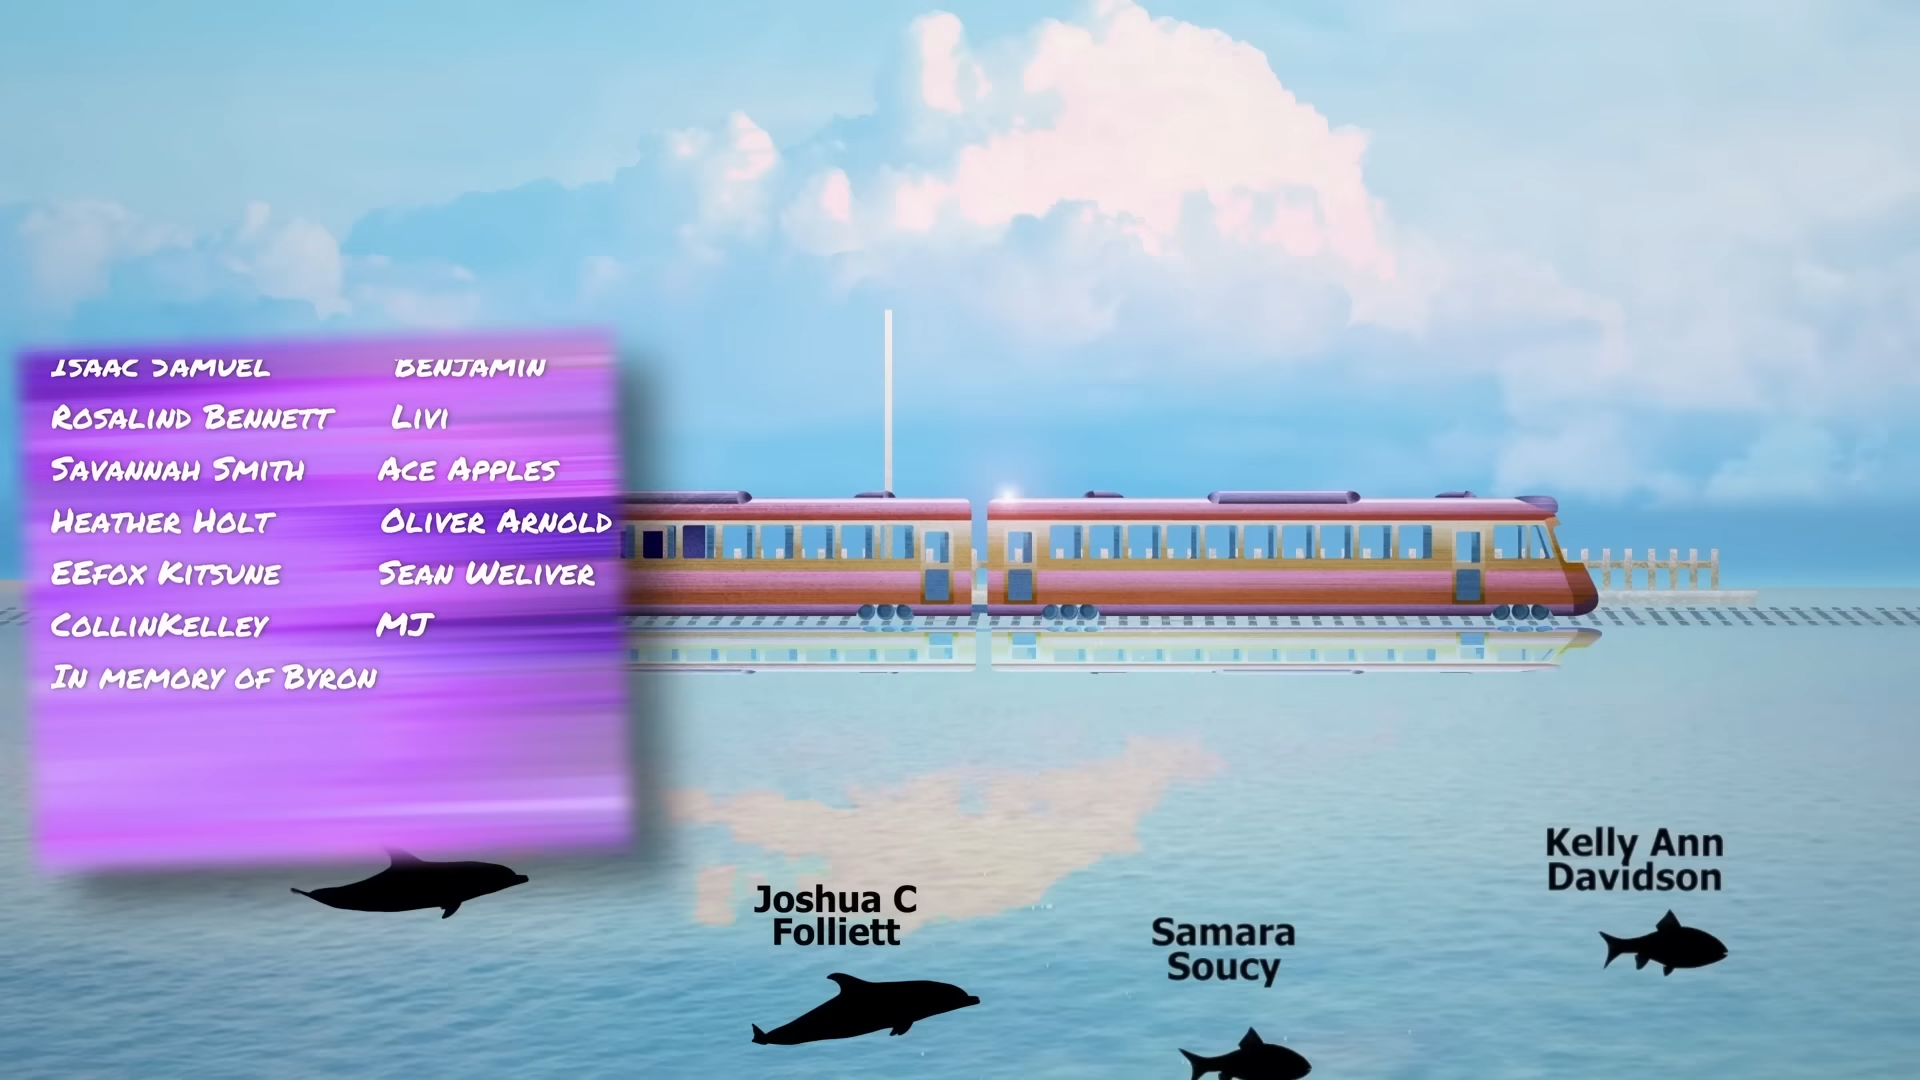 Isaac Samuel Benjamin
Rosalind Bennett Livi
Savannah Smith Ace Apples
Heather Holt Oliver Arnold
EEfox Kitsune Sean Weliver
CollinKelley MJ
In memory of Byron
Joshua C
Folliett
Samara
Soucy
Kelly Ann
Davidson